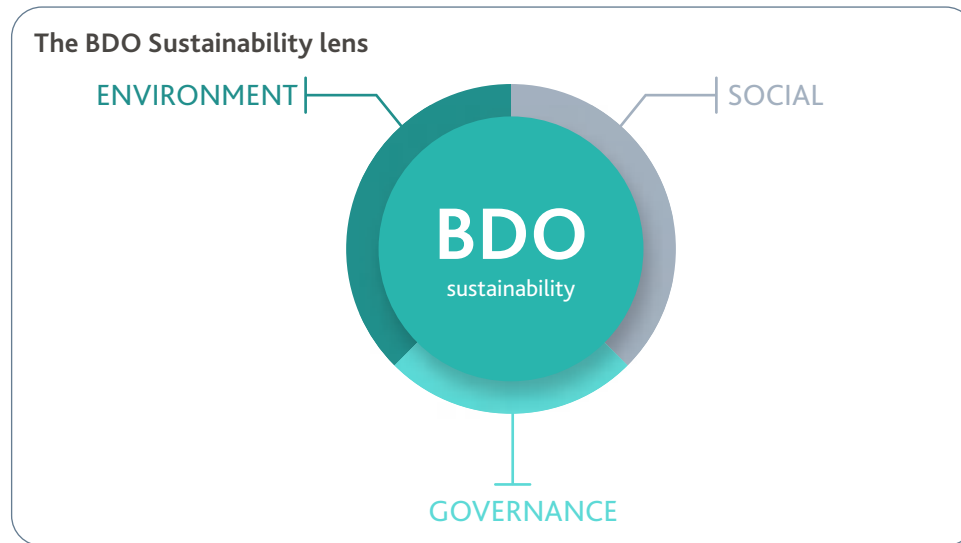 The BDO Sustainability lens
ENVIRONMENT
SOCIAL
BDO
sustainability
GOVERNANCE